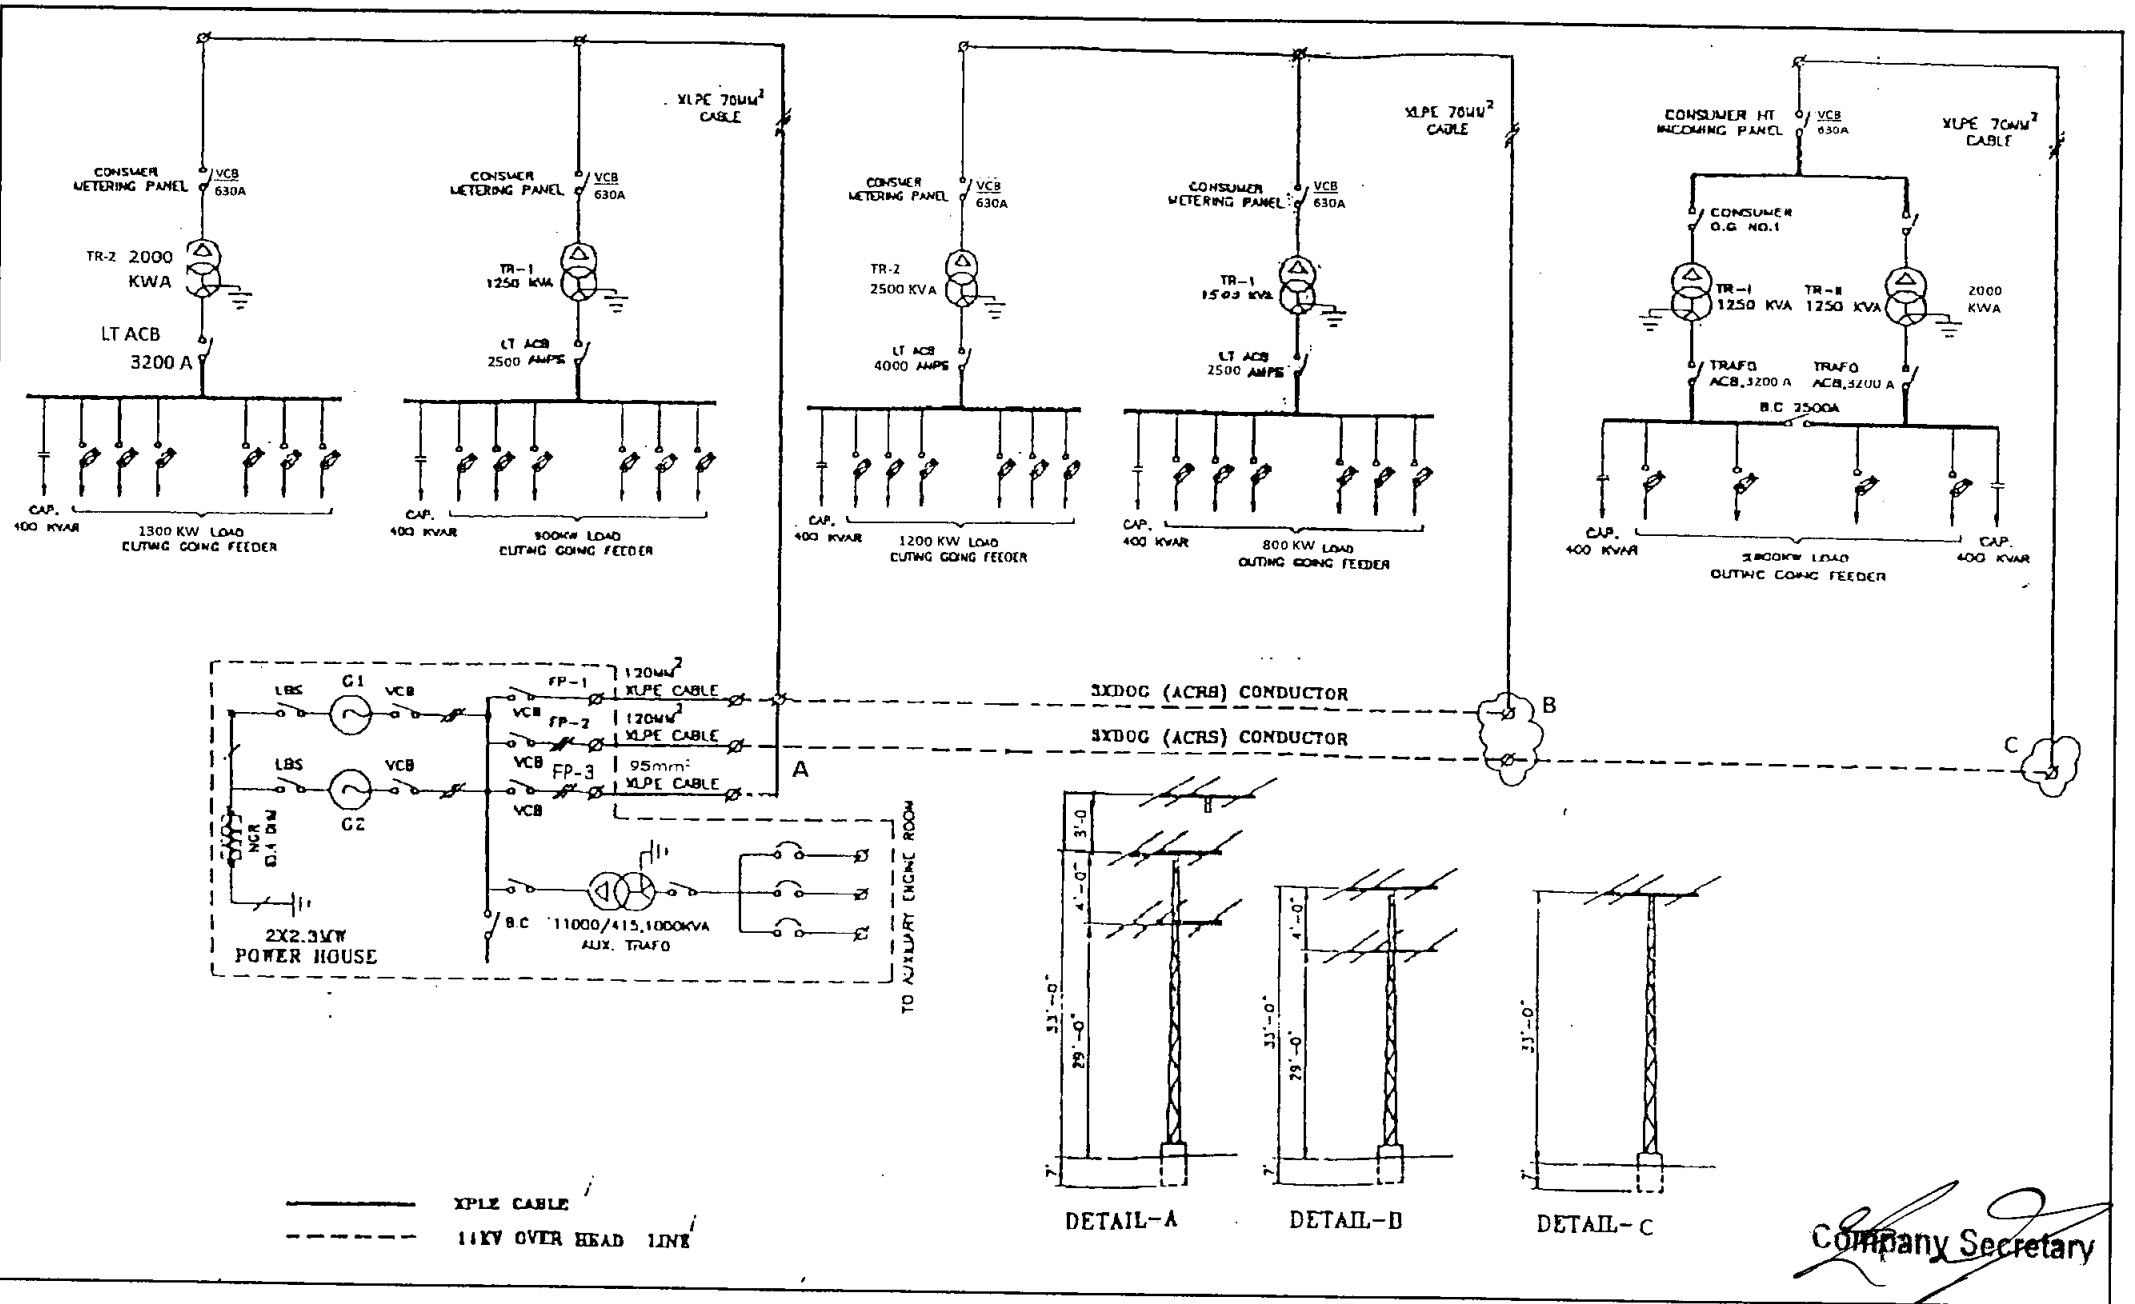 XLPE 70MM²
CABLE
CONSMER
METERING PANEL
VCB
630A
TR-2 2000
KWA
LT ACB
3200 A
CAP.
400 KVAR
1300 KW LOAD
OUTING GOING FEEDER
CONSMER
METERING PANEL
VCB
630A
TR-1
1250 KVA
LT ACB
2500 AMPS
CAP.
400 KVAR
KW LOAD
OUTING GOING FEEDER
XLPE 70MM²
CABLE
CONSMER
METERING PANEL
VCB
630A
TR-2
2500 KVA
LT ACB
4000 AMPS
CAP.
400 KVAR
1200 KW LOAD
OUTING GOING FEEDER
CONSUMER
METERING PANEL
VCB
630A
TR-1
1500 KVA
LT ACB
2500 AMPS
CAP.
400 KVAR
800 KW LOAD
OUTING GOING FEEDER
CONSUMER HT
INCOMING PANEL
VCB
630A
XLPE 70MM²
CABLE
CONSUMER
O.G NO.1
TR-I
1250 KVA
TR-II
1250 KVA
2000
KWA
TRAFO
ACB,3200 A
TRAFO
ACB,3200 A
B.C 2500A
CAP.
400 KVAR
LOAD
OUTING GOING FEEDER
CAP.
400 KVAR
LBS
G1
VCB
LBS
G2
VCB
NGR
OHM
FP-1
VCB
120MM²
XLPE CABLE
FP-2
VCB
120MM²
XLPE CABLE
FP-3
VCB
95mm²
XLPE CABLE
A
3XDOG (ACRS) CONDUCTOR
3XDOG (ACRS) CONDUCTOR
B
C
B.C
11000/415,1000KVA
AUX. TRAFO
TO AUXILIARY ENGINE ROOM
2X2.3MW
POWER HOUSE
3'-0
4'-0"
33'-0"
29'-0"
7'
DETAIL-A
4'-0"
33'-0"
29'-0"
7'
DETAIL-B
33'-0"
7'
DETAIL-C
XPLE CABLE
11KV OVER HEAD LINE
Company Secretary